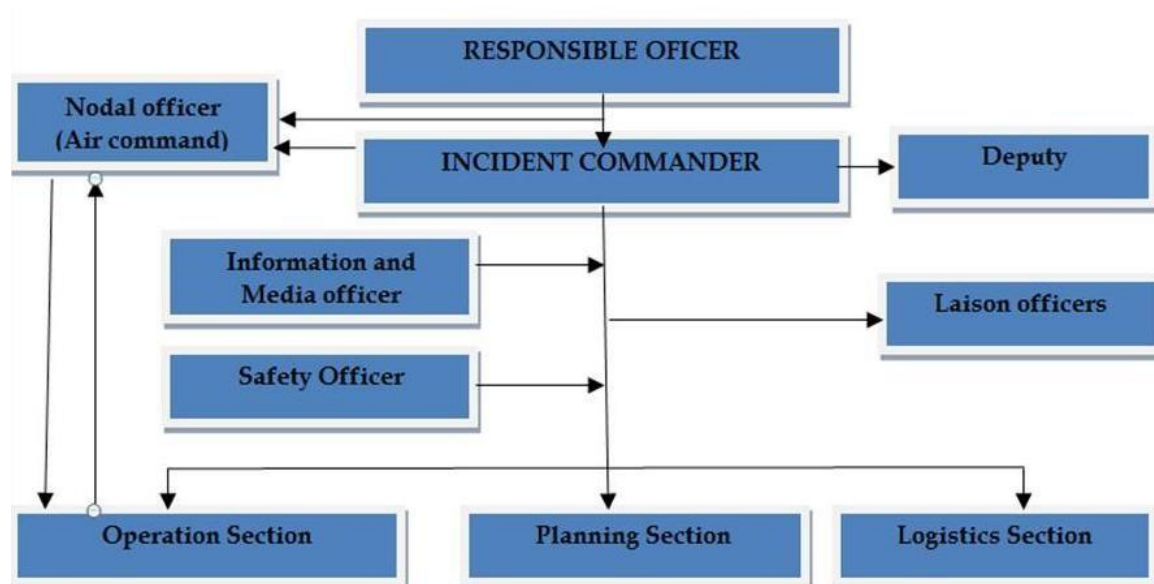 RESPONSIBLE OFICER
Nodal officer
(Air command)
INCIDENT COMMANDER
Deputy
Information and
Media officer
Laison officers
Safety Officer
Operation Section
Planning Section
Logistics Section